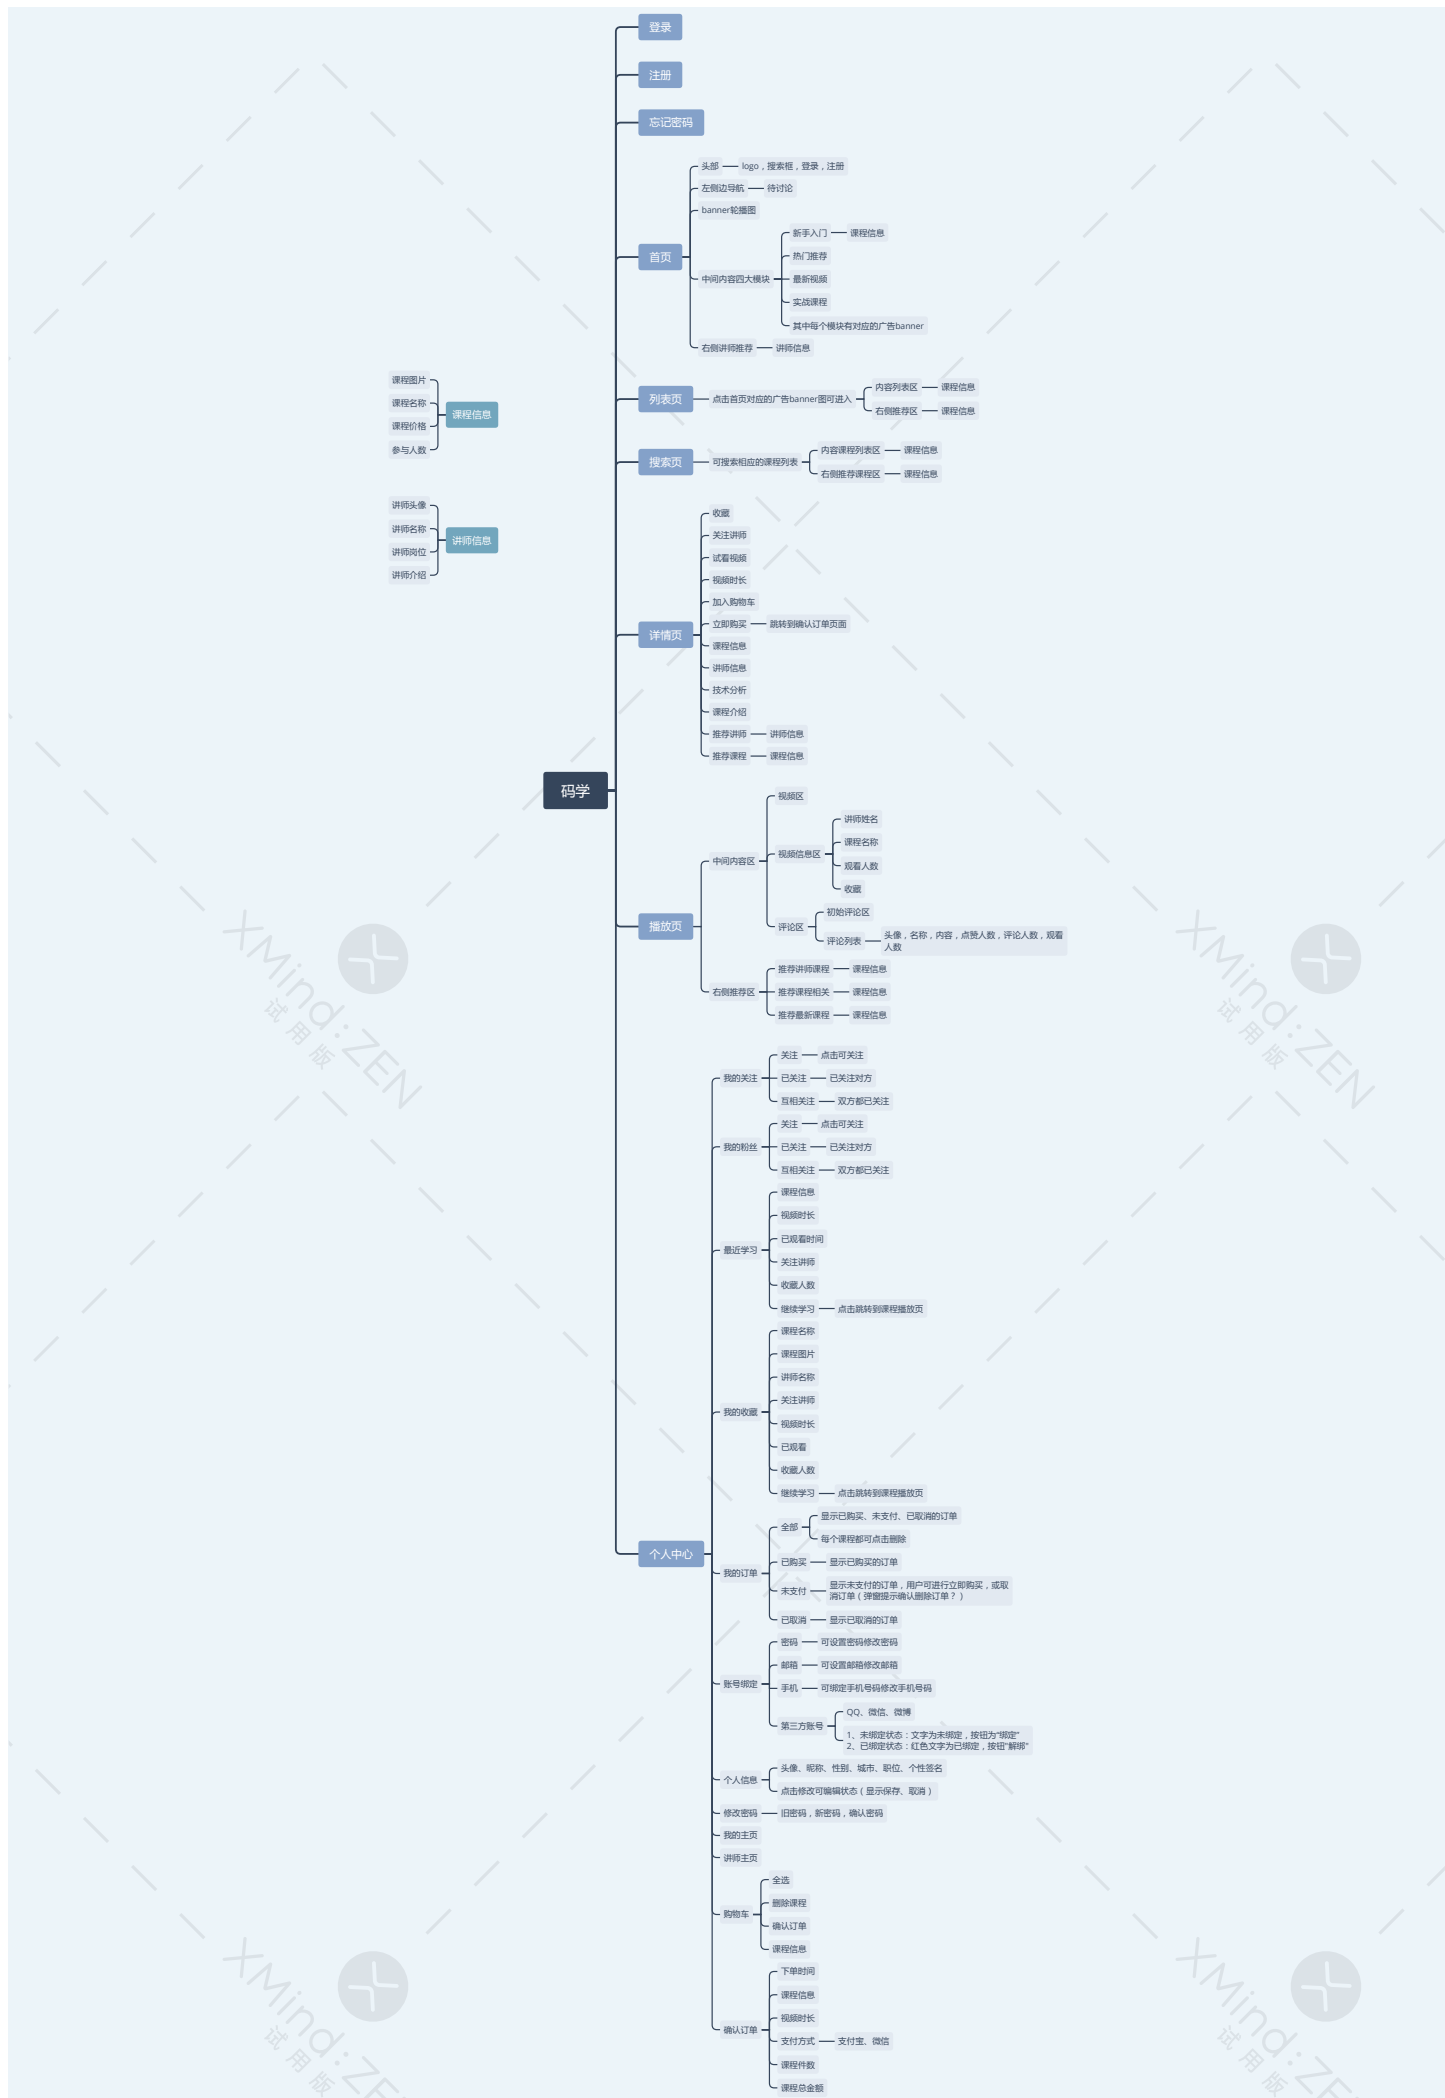 登录
注册
忘记密码
首页
头部
logo，搜索框，登录，注册
左侧边导航
待讨论
banner轮播图
中间内容四大模块
新手入门
课程信息
热门推荐
最新视频
实战课程
其中每个模块有对应的广告banner
右侧讲师推荐
讲师信息
课程图片
课程名称
课程价格
参与人数
课程信息
讲师头像
讲师名称
讲师岗位
讲师介绍
讲师信息
列表页
点击首页对应的广告banner图可进入
内容列表区
课程信息
右侧推荐区
课程信息
搜索页
可搜索相应的课程列表
内容课程列表区
课程信息
右侧推荐课程区
课程信息
详情页
收藏
关注讲师
试看视频
视频时长
加入购物车
立即购买
跳转到确认订单页面
课程信息
讲师信息
技术分析
课程介绍
推荐讲师
讲师信息
推荐课程
课程信息
码学
播放页
中间内容区
视频区
视频信息区
讲师姓名
课程名称
观看人数
收藏
评论区
初始评论区
评论列表
头像，名称，内容，点赞人数，评论人数，观看
人数
右侧推荐区
推荐讲师课程
课程信息
推荐课程相关
课程信息
推荐最新课程
课程信息
个人中心
我的关注
关注
点击可关注
已关注
已关注对方
互相关注
双方都已关注
我的粉丝
关注
点击可关注
已关注
已关注对方
互相关注
双方都已关注
最近学习
课程信息
视频时长
已观看时间
关注讲师
收藏人数
继续学习
点击跳转到课程播放页
我的收藏
课程名称
课程图片
讲师名称
关注讲师
视频时长
已观看
收藏人数
继续学习
点击跳转到课程播放页
我的订单
全部
显示已购买、未支付、已取消的订单
每个课程都可点击删除
已购买
显示已购买的订单
未支付
显示未支付的订单，用户可进行立即购买，或取
消订单（弹窗提示确认删除订单？）
已取消
显示已取消的订单
账号绑定
密码
可设置密码修改密码
邮箱
可设置邮箱修改邮箱
手机
可绑定手机号码修改手机号码
第三方账号
QQ、微信、微博
1、未绑定状态：文字为未绑定，按钮为"绑定"
2、已绑定状态：红色文字为已绑定，按钮"解绑"
个人信息
头像、昵称、性别、城市、职位、个性签名
点击修改可编辑状态（显示保存、取消）
修改密码
旧密码，新密码，确认密码
我的主页
讲师主页
购物车
全选
删除课程
确认订单
课程信息
确认订单
下单时间
课程信息
视频时长
支付方式
支付宝、微信
课程件数
课程总金额
XMind:ZEN
试用版
XMind:ZEN
试用版
XMind:ZEN
试用版
XMind:ZEN
试用版